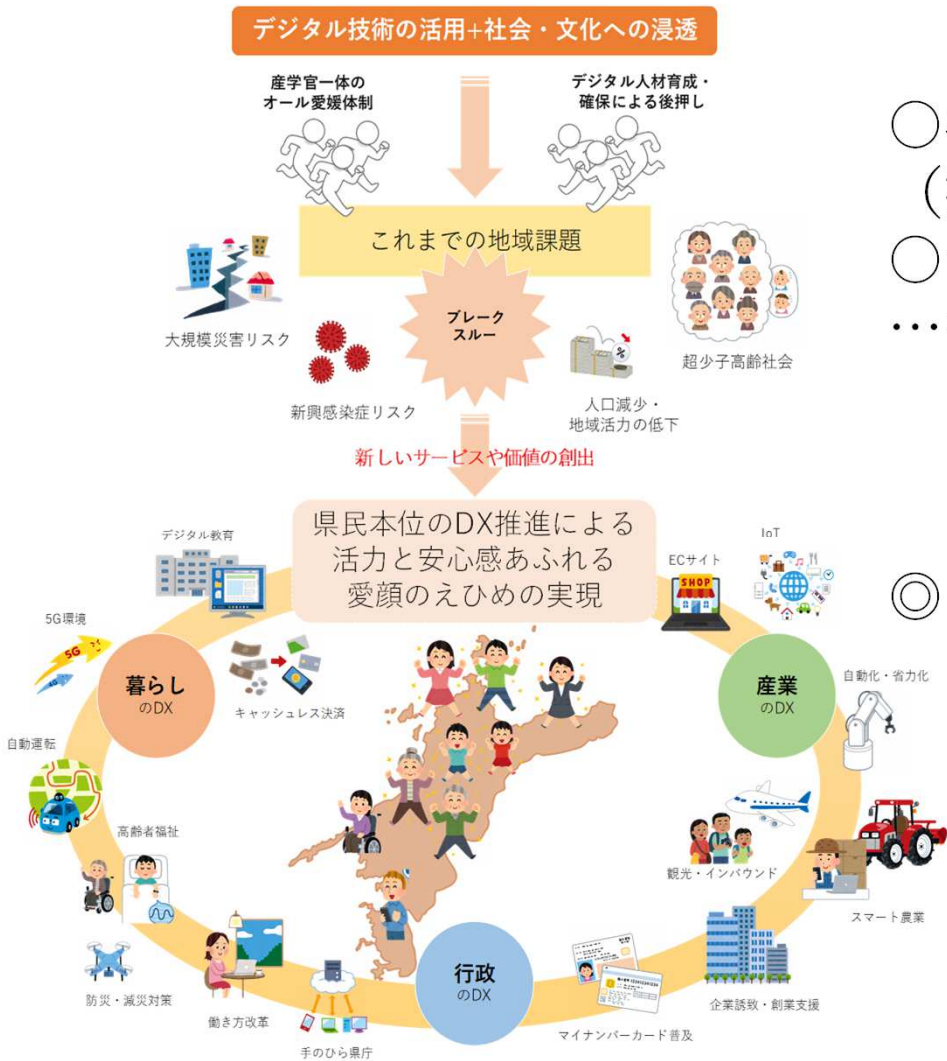 デジタル技術の活用+社会・文化への浸透
産学官一体の
オール愛媛体制
デジタル人材育成・
確保による後押し
これまでの地域課題
ブレーク
スルー
大規模災害リスク
新興感染症リスク
%
人口減少・
地域活力の低下
超少子高齢社会
新しいサービスや価値の創出
県民本位のDX推進による
活力と安心感あふれる
愛顔のえひめの実現
デジタル教育
ECサイト
IoT
SHOP
5G環境
5G
4G
暮らし
のDX
キャッシュレス決済
産業
のDX
自動化・省力化
自動運転
高齢者福祉
観光・インバウンド
スマート農業
防災・減災対策
働き方改革
手のひら県庁
行政
のDX
マイナンバーカード普及
企業誘致・創業支援